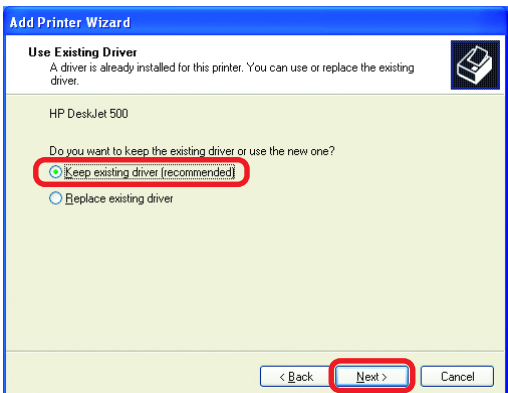 Add Printer Wizard
Use Existing Driver
A driver is already installed for this printer. You can use or replace the existing
driver.
HP DeskJet 500
Do you want to keep the existing driver or use the new one?
Keep existing driver (recommended)
Replace existing driver
< Back Next > Cancel